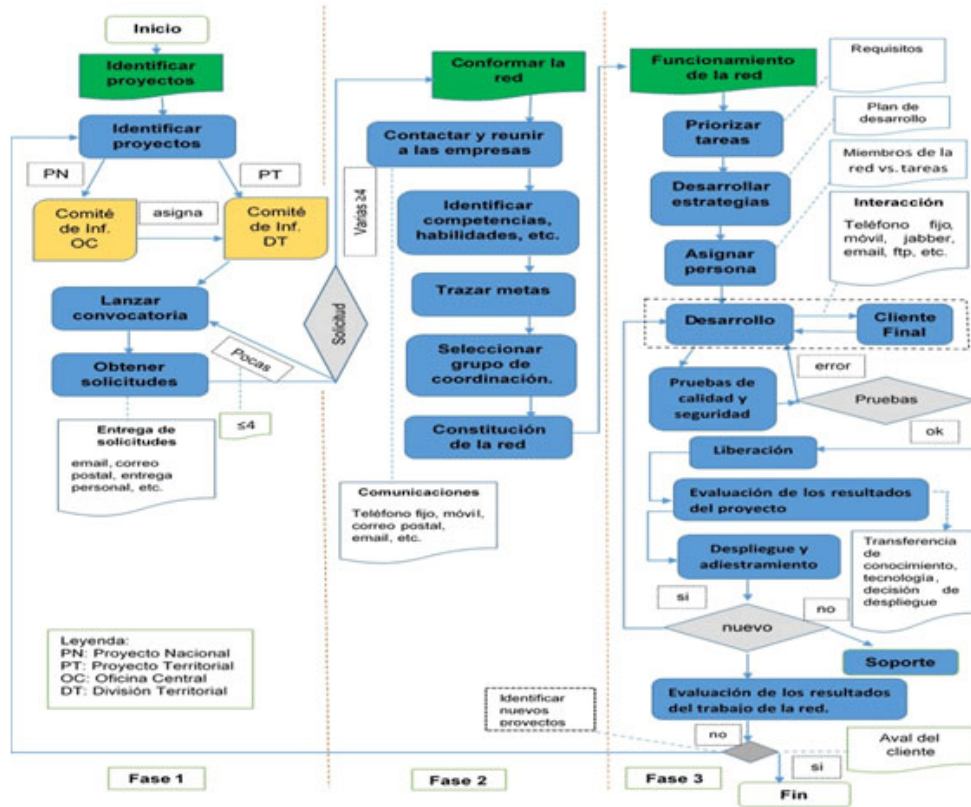 Inicio
Identificar
proyectos
Identificar
proyectos
PN
PT
Comité
de Inf.
OC
asigna
Comité
de Inf.
DT
Lanzar
convocatoria
Obtener
solicitudes
Pocas
≤4
Entrega de
solicitudes
email, correo
postal, entrega
personal, etc.
Leyenda:
PN: Proyecto Nacional
PT: Proyecto Territorial
OC: Oficina Central
DT: División Territorial
Fase 1
Solicitud
Varias ≥4
Conformar la
red
Contactar y reunir
a las empresas
Identificar
competencias,
habilidades, etc.
Trazar metas
Seleccionar
grupo de
coordinación.
Constitución
de la red
Comunicaciones
Teléfono fijo, móvil,
correo postal,
email, etc.
Fase 2
Funcionamiento
de la red
Requisitos
Priorizar
tareas
Plan de
desarrollo
Desarrollar
estrategias
Miembros de la
red vs. tareas
Asignar
persona
Interacción
Teléfono fijo,
móvil, jabber,
email, ftp, etc.
Desarrollo
Cliente
Final
error
Pruebas de
calidad y
seguridad
Pruebas
ok
Liberación
Evaluación de los resultados
del proyecto
Transferencia
de
conocimiento,
tecnología,
decisión de
despliegue
Despliegue y
adiestramiento
si
no
nuevo
Soporte
Evaluación de los resultados
del trabajo de la red.
Identificar
nuevos
proyectos
no
Aval del
cliente
si
Fin
Fase 3